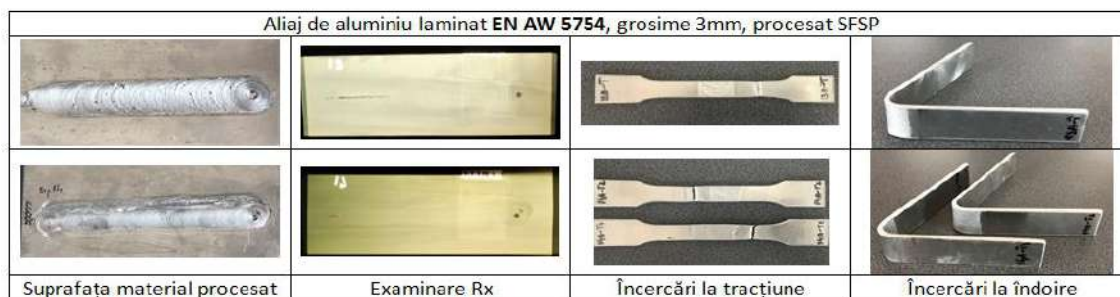 Aliaj de aluminiu laminat EN AW 5754, grosime 3mm, procesat SFSP
Suprafața material procesat
Examinare Rx
Încercări la tracțiune
Încercări la îndoire